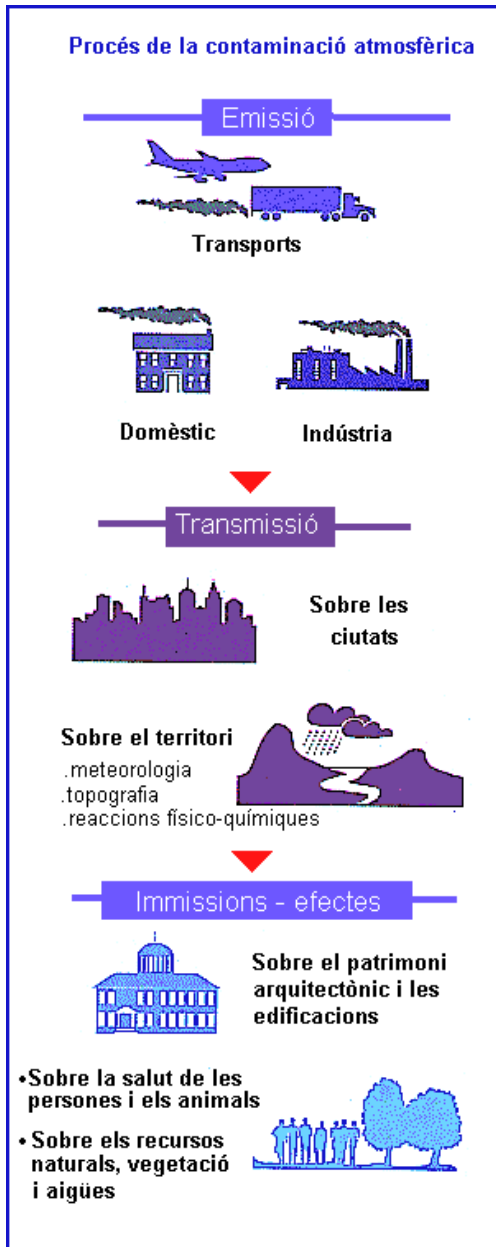 Procés de la contaminació atmosfèrica
Emissió
Transports
Domèstic
Indústria
Transmissió
Sobre les
ciutats
Sobre el territori
.meteorologia
.topografia
.reaccions físico-químiques
Immissions - efectes
Sobre el patrimoni
arquitectònic i les
edificacions
•Sobre la salut de les
persones i els animals
• Sobre els recursos
naturals, vegetació
i aigües